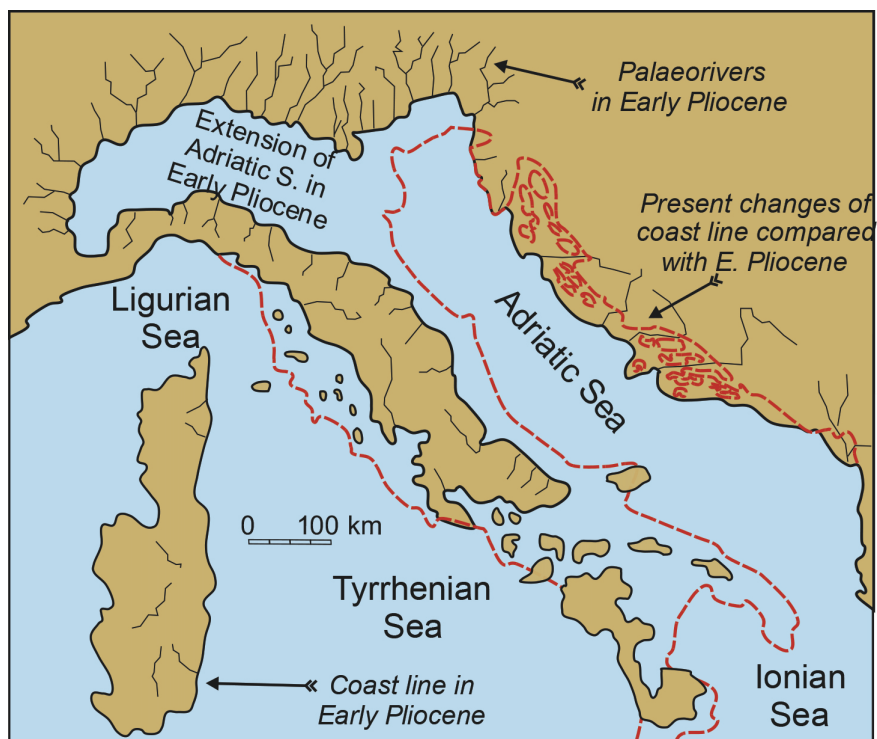 Palaeorivers
in Early Pliocene
Extension of
Adriatic S. in
Early Pliocene
Present changes of
coast line compared
with E. Pliocene
Ligurian
Sea
Adriatic Sea
0 100 km
Tyrrhenian
Sea
Ionian
Sea
Coast line in
Early Pliocene